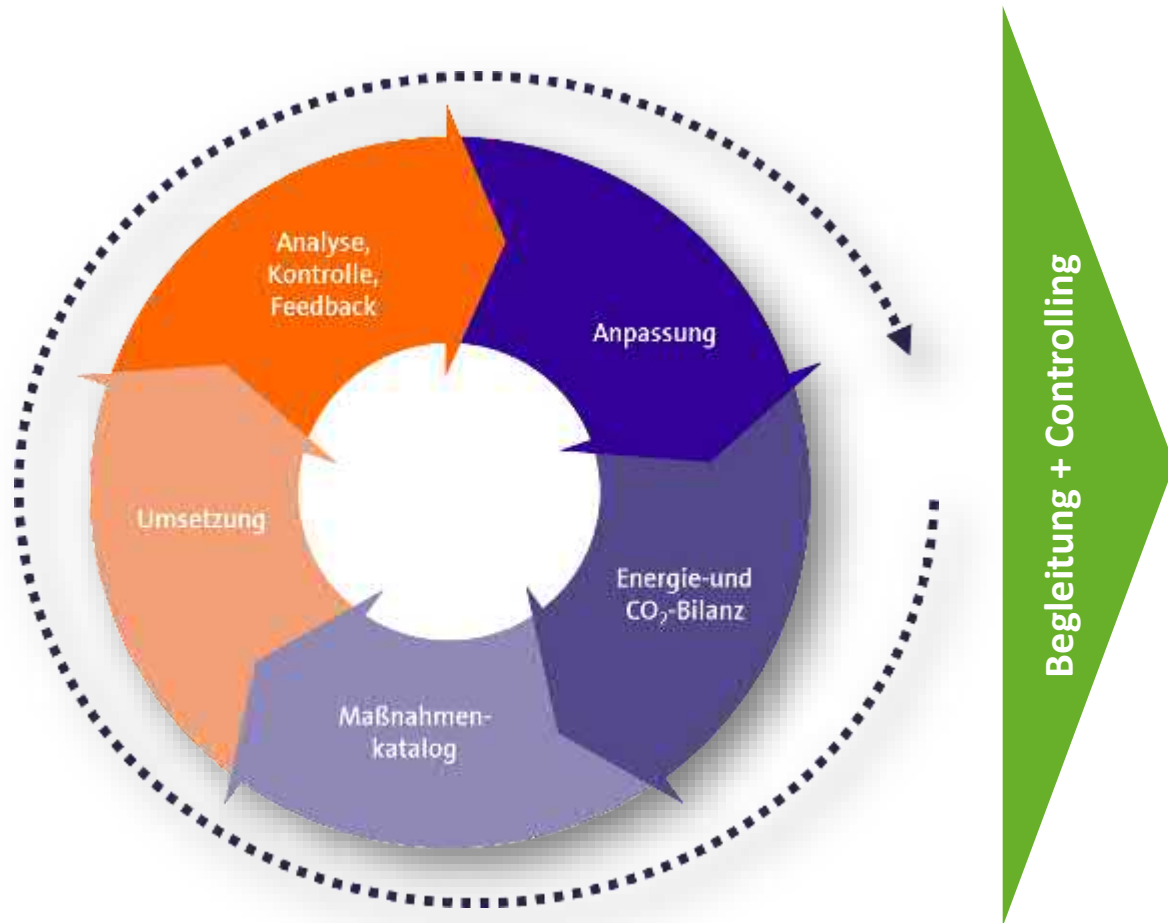 Analyse,
Kontrolle,
Feedback
Anpassung
Energie-und
CO₂-Bilanz
Maßnahmen-
katalog
Umsetzung
Begleitung + Controlling